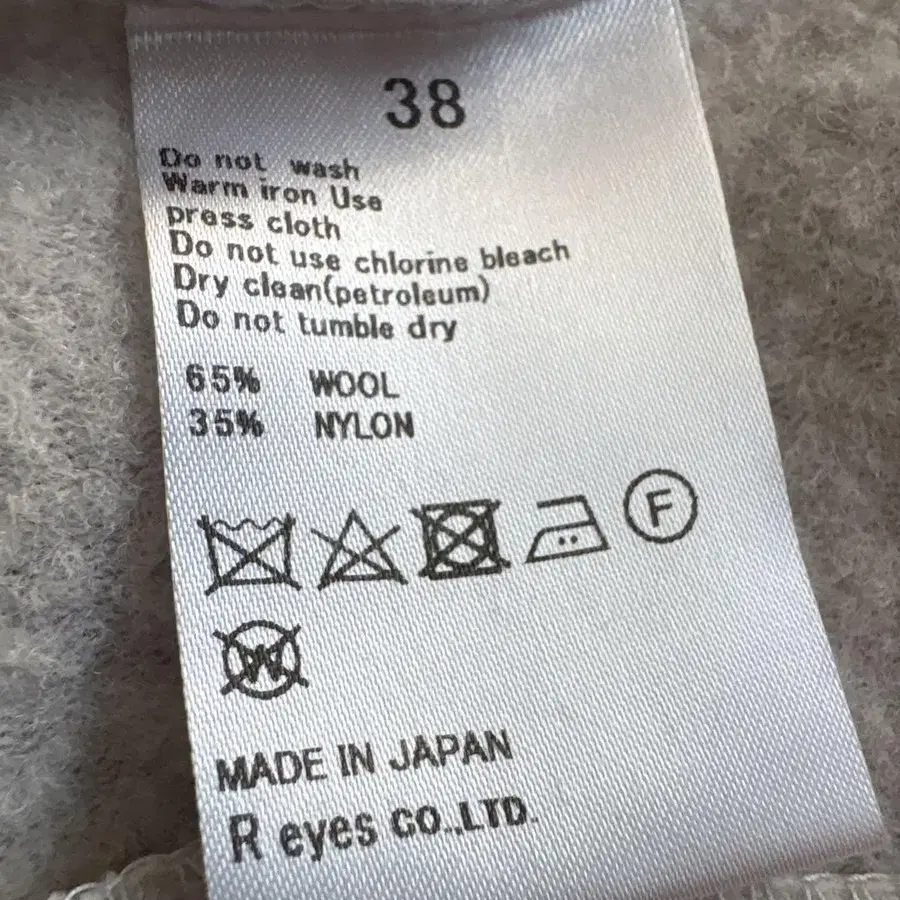 38
Do not wash
Warm iron Use
press cloth
Do not use chlorine bleach
Dry clean(petroleum)
Do not tumble dry
65% WOOL
35% NYLON
F
W
MADE IN JAPAN
R eyes CO.,LTD.